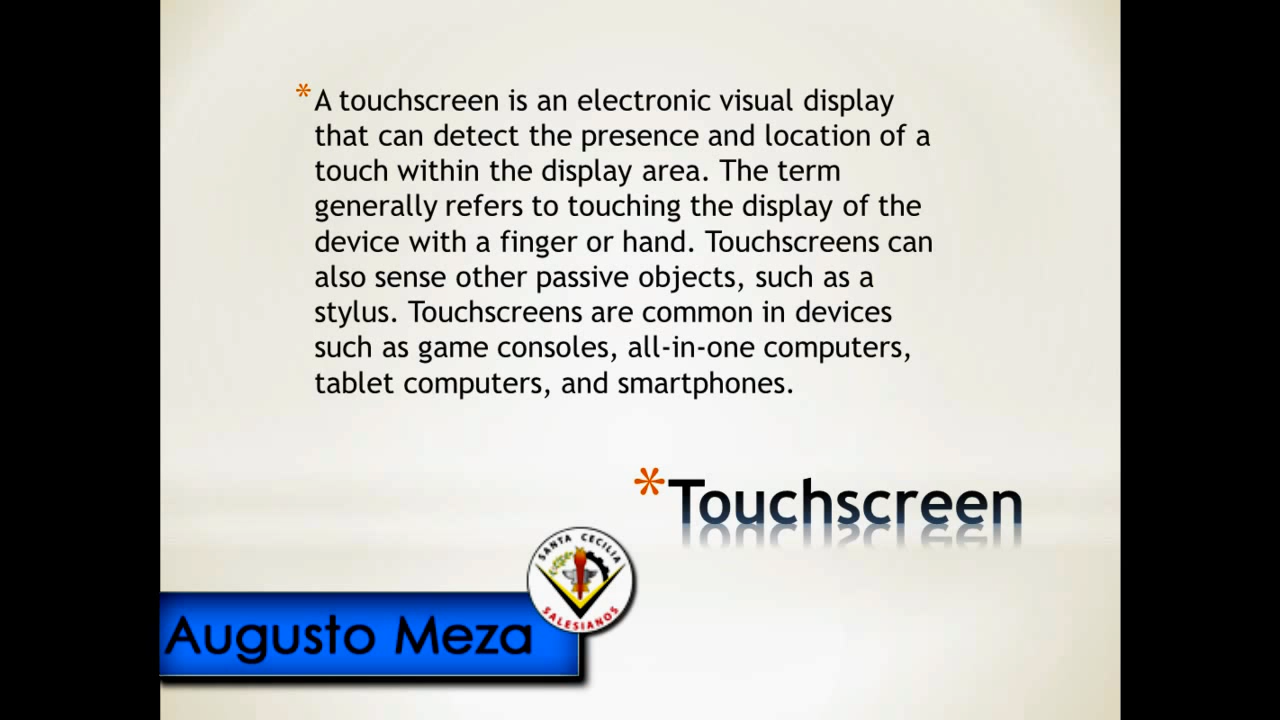 * A touchscreen is an electronic visual display
that can detect the presence and location of a
touch within the display area. The term
generally refers to touching the display of the
device with a finger or hand. Touchscreens can
also sense other passive objects, such as a
stylus. Touchscreens are common in devices
such as game consoles, all-in-one computers,
tablet computers, and smartphones.
* Touchscreen
SANTA CECILIA
SALESIANOS
Augusto Meza